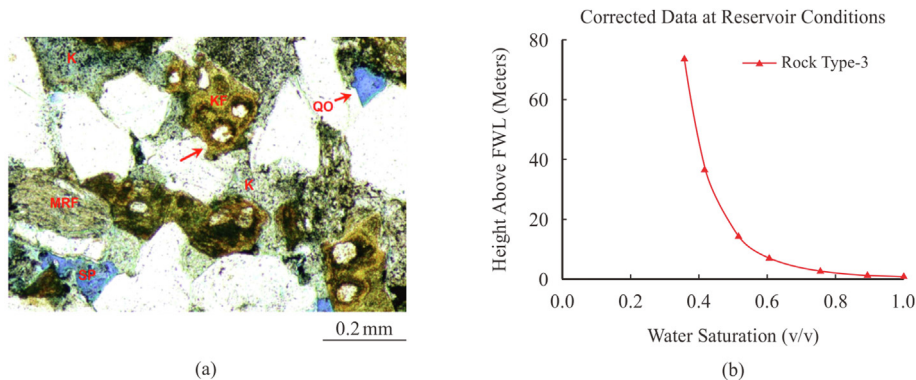 K
KF
QO
K
MRF
SP
0.2 mm
(a)
Corrected Data at Reservoir Conditions
80
60
40
20
0
Height Above FWL (Meters)
Rock Type-3
0.0 0.2 0.4 0.6 0.8 1.0
Water Saturation (v/v)
(b)